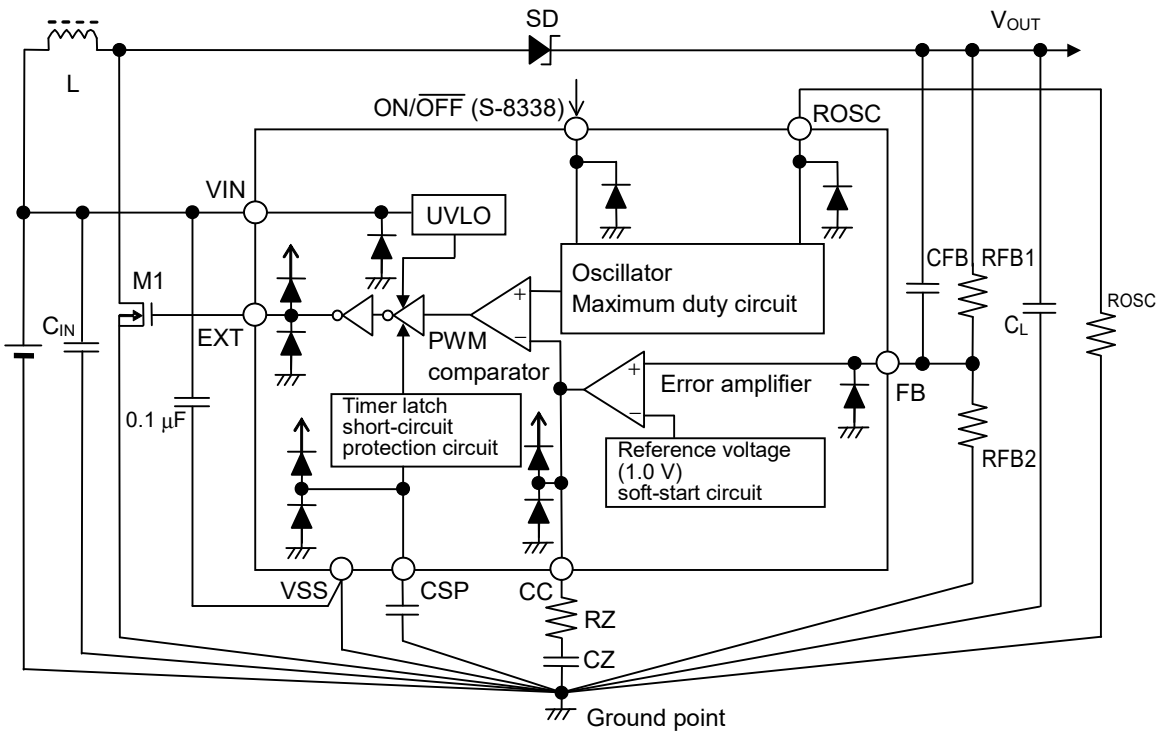 SD
VOUT
L
ON/OFF (S-8338)
ROSC
VIN
UVLO
Oscillator
Maximum duty circuit
CFB
RFB1
M1
ROSC
CIN
CL
EXT
PWM
comparator
+
−
FB
Error amplifier
+
−
0.1 µF
Timer latch
short-circuit
protection circuit
Reference voltage
(1.0 V)
soft-start circuit
RFB2
VSS
CSP
CC
RZ
CZ
Ground point